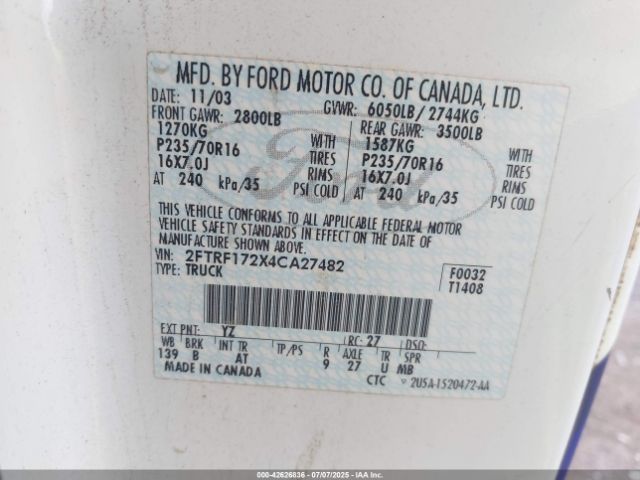 MFD. BY FORD MOTOR CO. OF CANADA, LTD.
DATE: 11/03 GVWR: 6050LB/ 2744KG
FRONT GAWR: 2800LB REAR GAWR: 3500LB
1270KG WITH 1587KG WITH
P235/70R16 TIRES P235/70R16 TIRES
16X7.0J RIMS 16X7.0J RIMS
AT 240 kPa/35 PSI COLD AT 240 kPa/35 PSI COLD
THIS VEHICLE CONFORMS TO ALL APPLICABLE FEDERAL MOTOR
VEHICLE SAFETY STANDARDS IN EFFECT ON THE DATE OF
MANUFACTURE SHOWN ABOVE.
VIN: 2FTRF172X4CA27482 F0032
TYPE: TRUCK T1408
EXT PNT: YZ RC: 27 DSO:
WB BRK INT TR TP/PS R AXLE TR SPR
139 B AT 9 27 U MB
MADE IN CANADA CTC 2U5A-1520472-AA
Ford
000-42626836 - 07/07/2025 - IAAI.COM